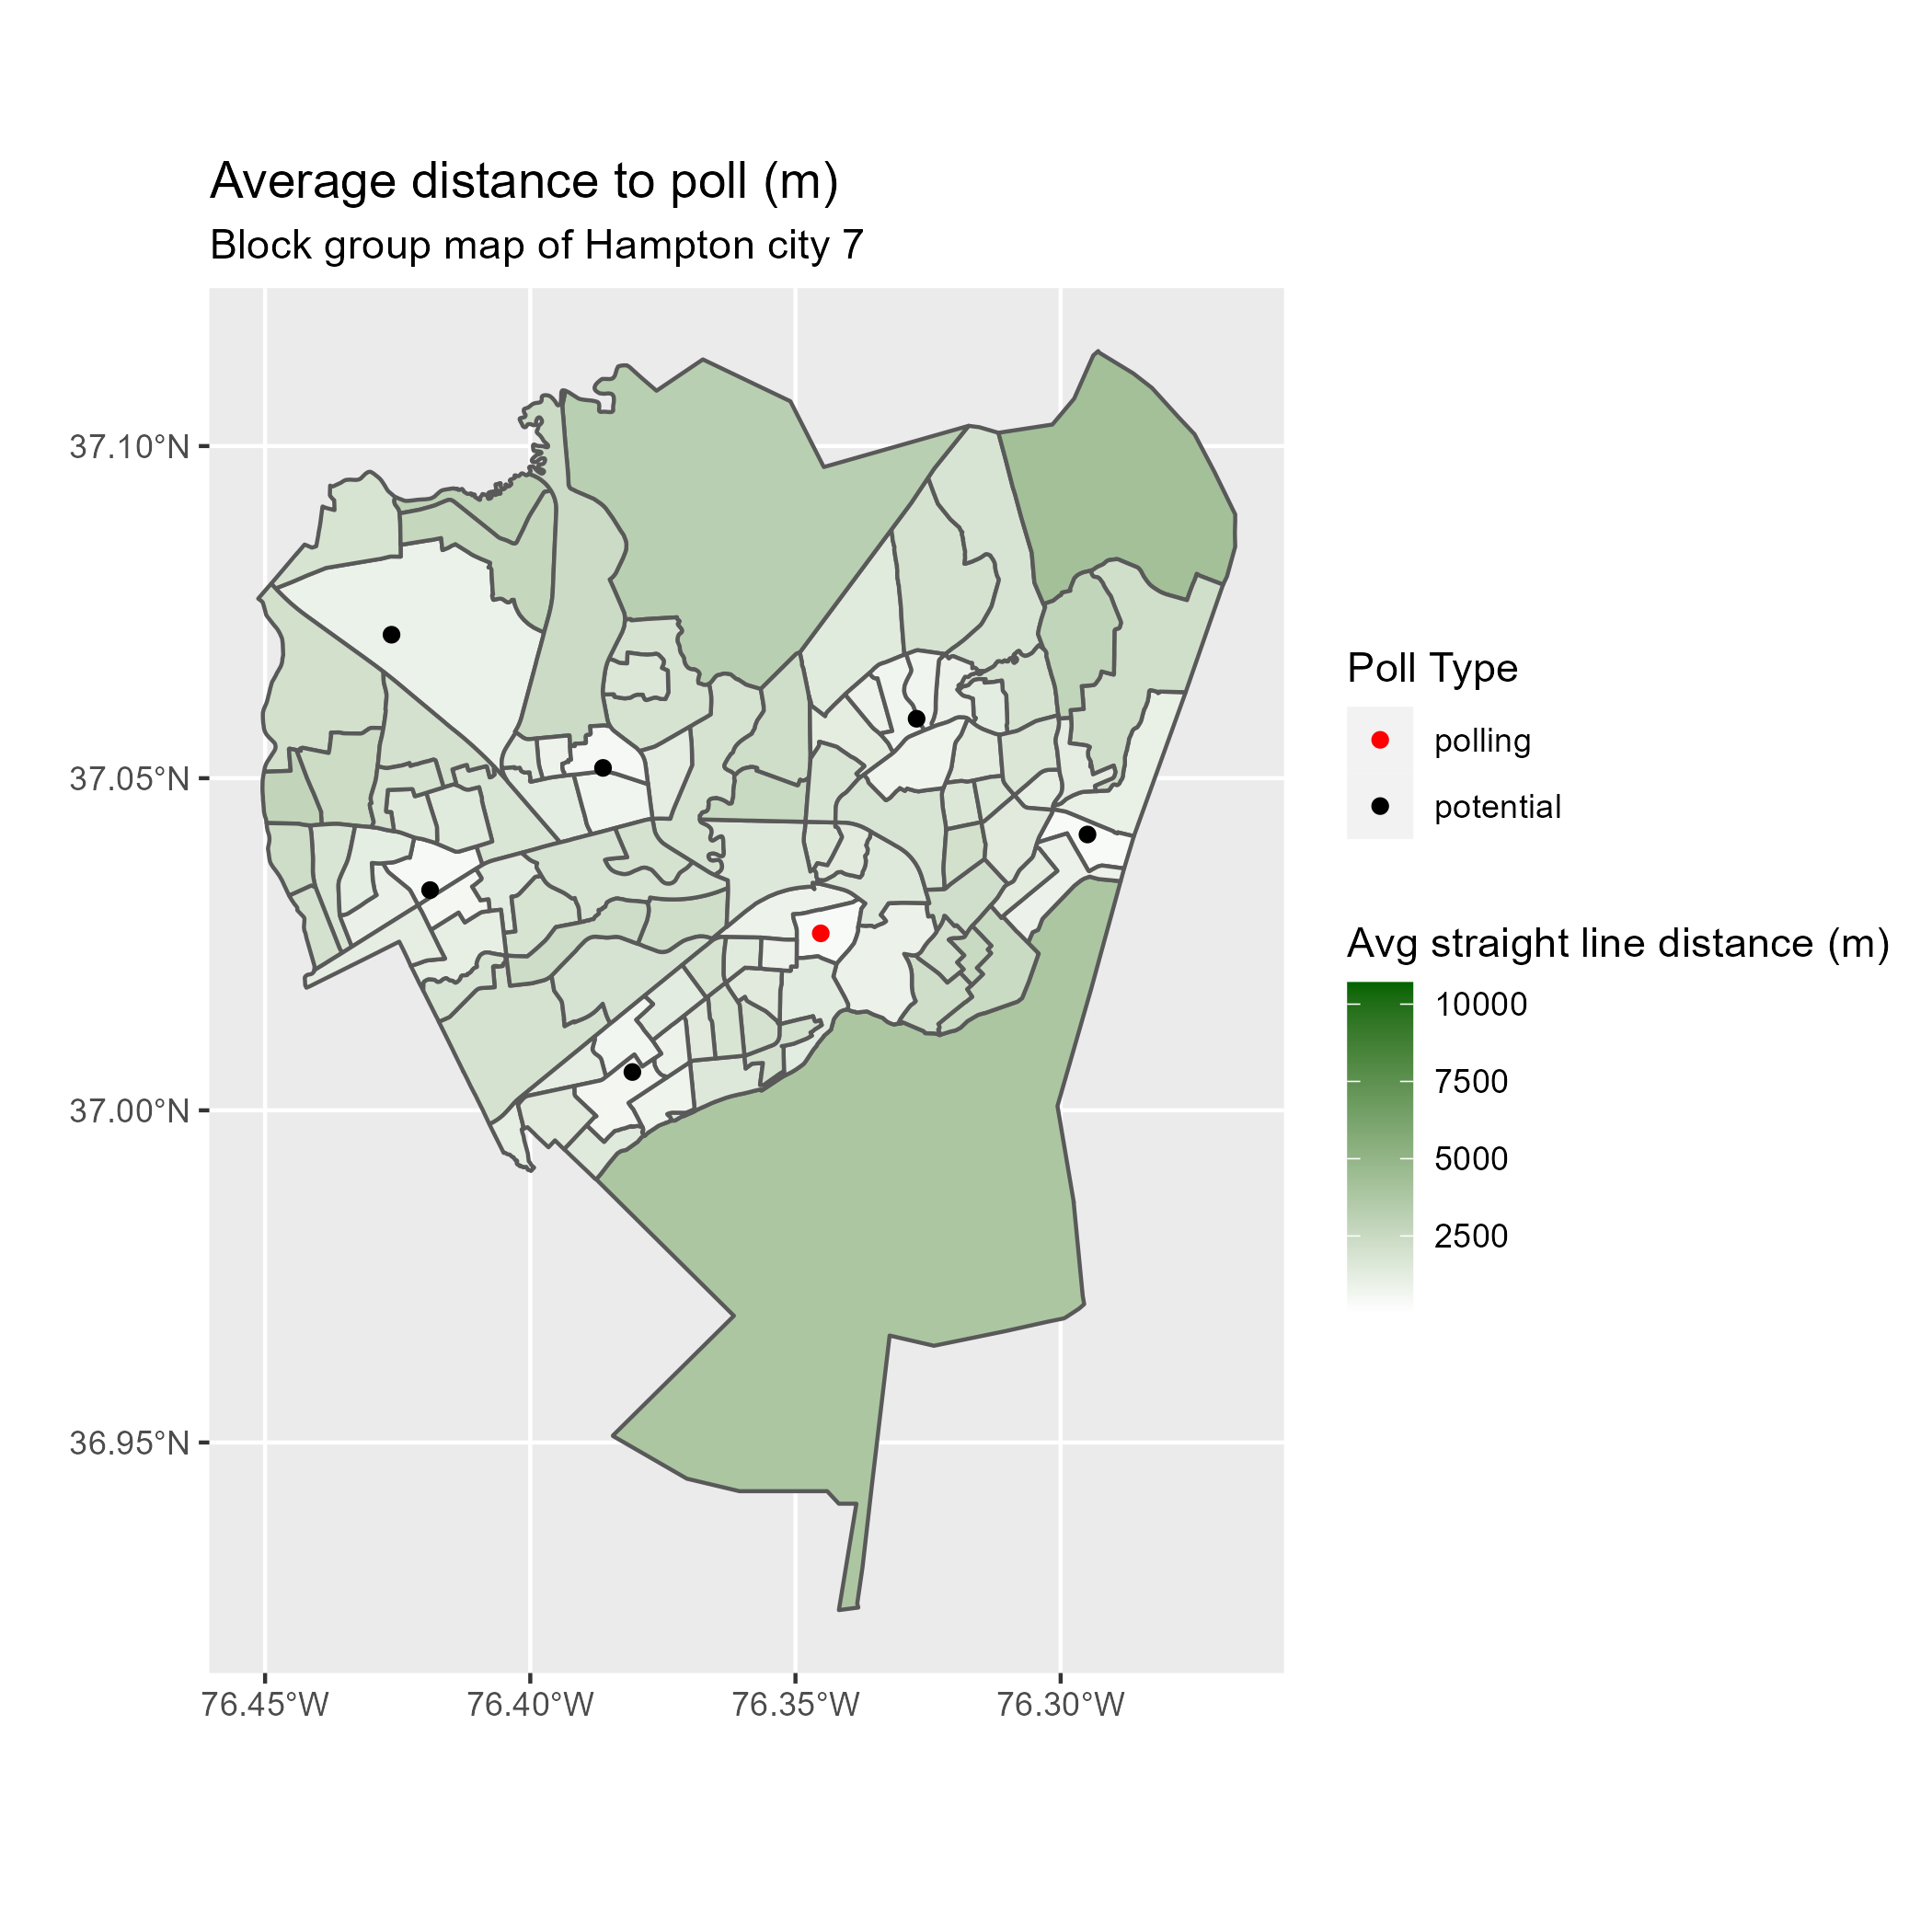 Average distance to poll (m)
Block group map of Hampton city 7
37.10°N
37.05°N
37.00°N
36.95°N
76.45°W
76.40°W
76.35°W
76.30°W
Poll Type
polling
potential
Avg straight line distance (m)
10000
7500
5000
2500